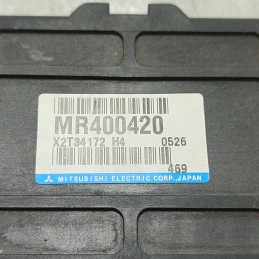 MR400420
X2T34172 H4 0526
469
MITSUBISHI ELECTRIC CORP. JAPAN